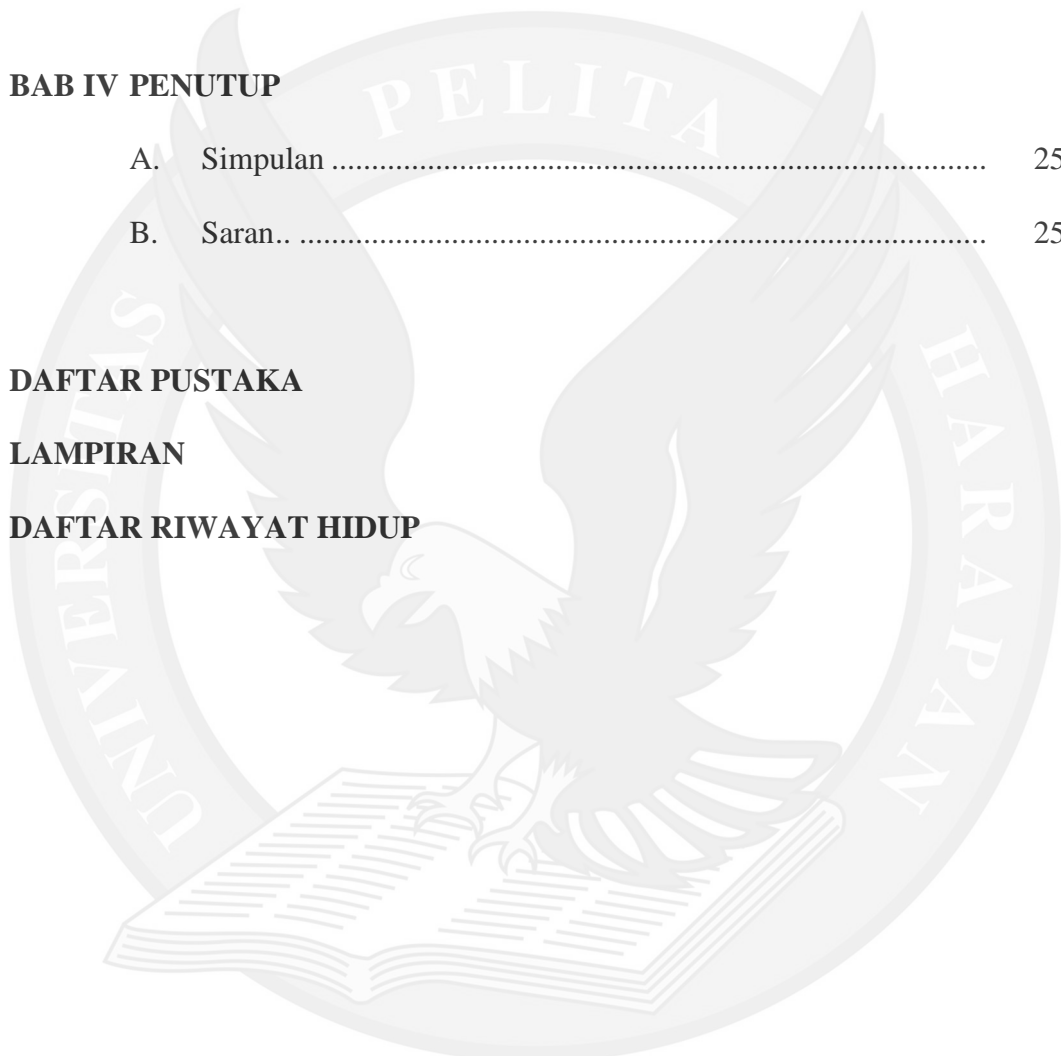 BAB IV PENUTUP
A. Simpulan .................................................................................. 25
B. Saran.. ...................................................................................... 25
DAFTAR PUSTAKA
LAMPIRAN
DAFTAR RIWAYAT HIDUP
UNIVERSITAS PELITA HARAPAN